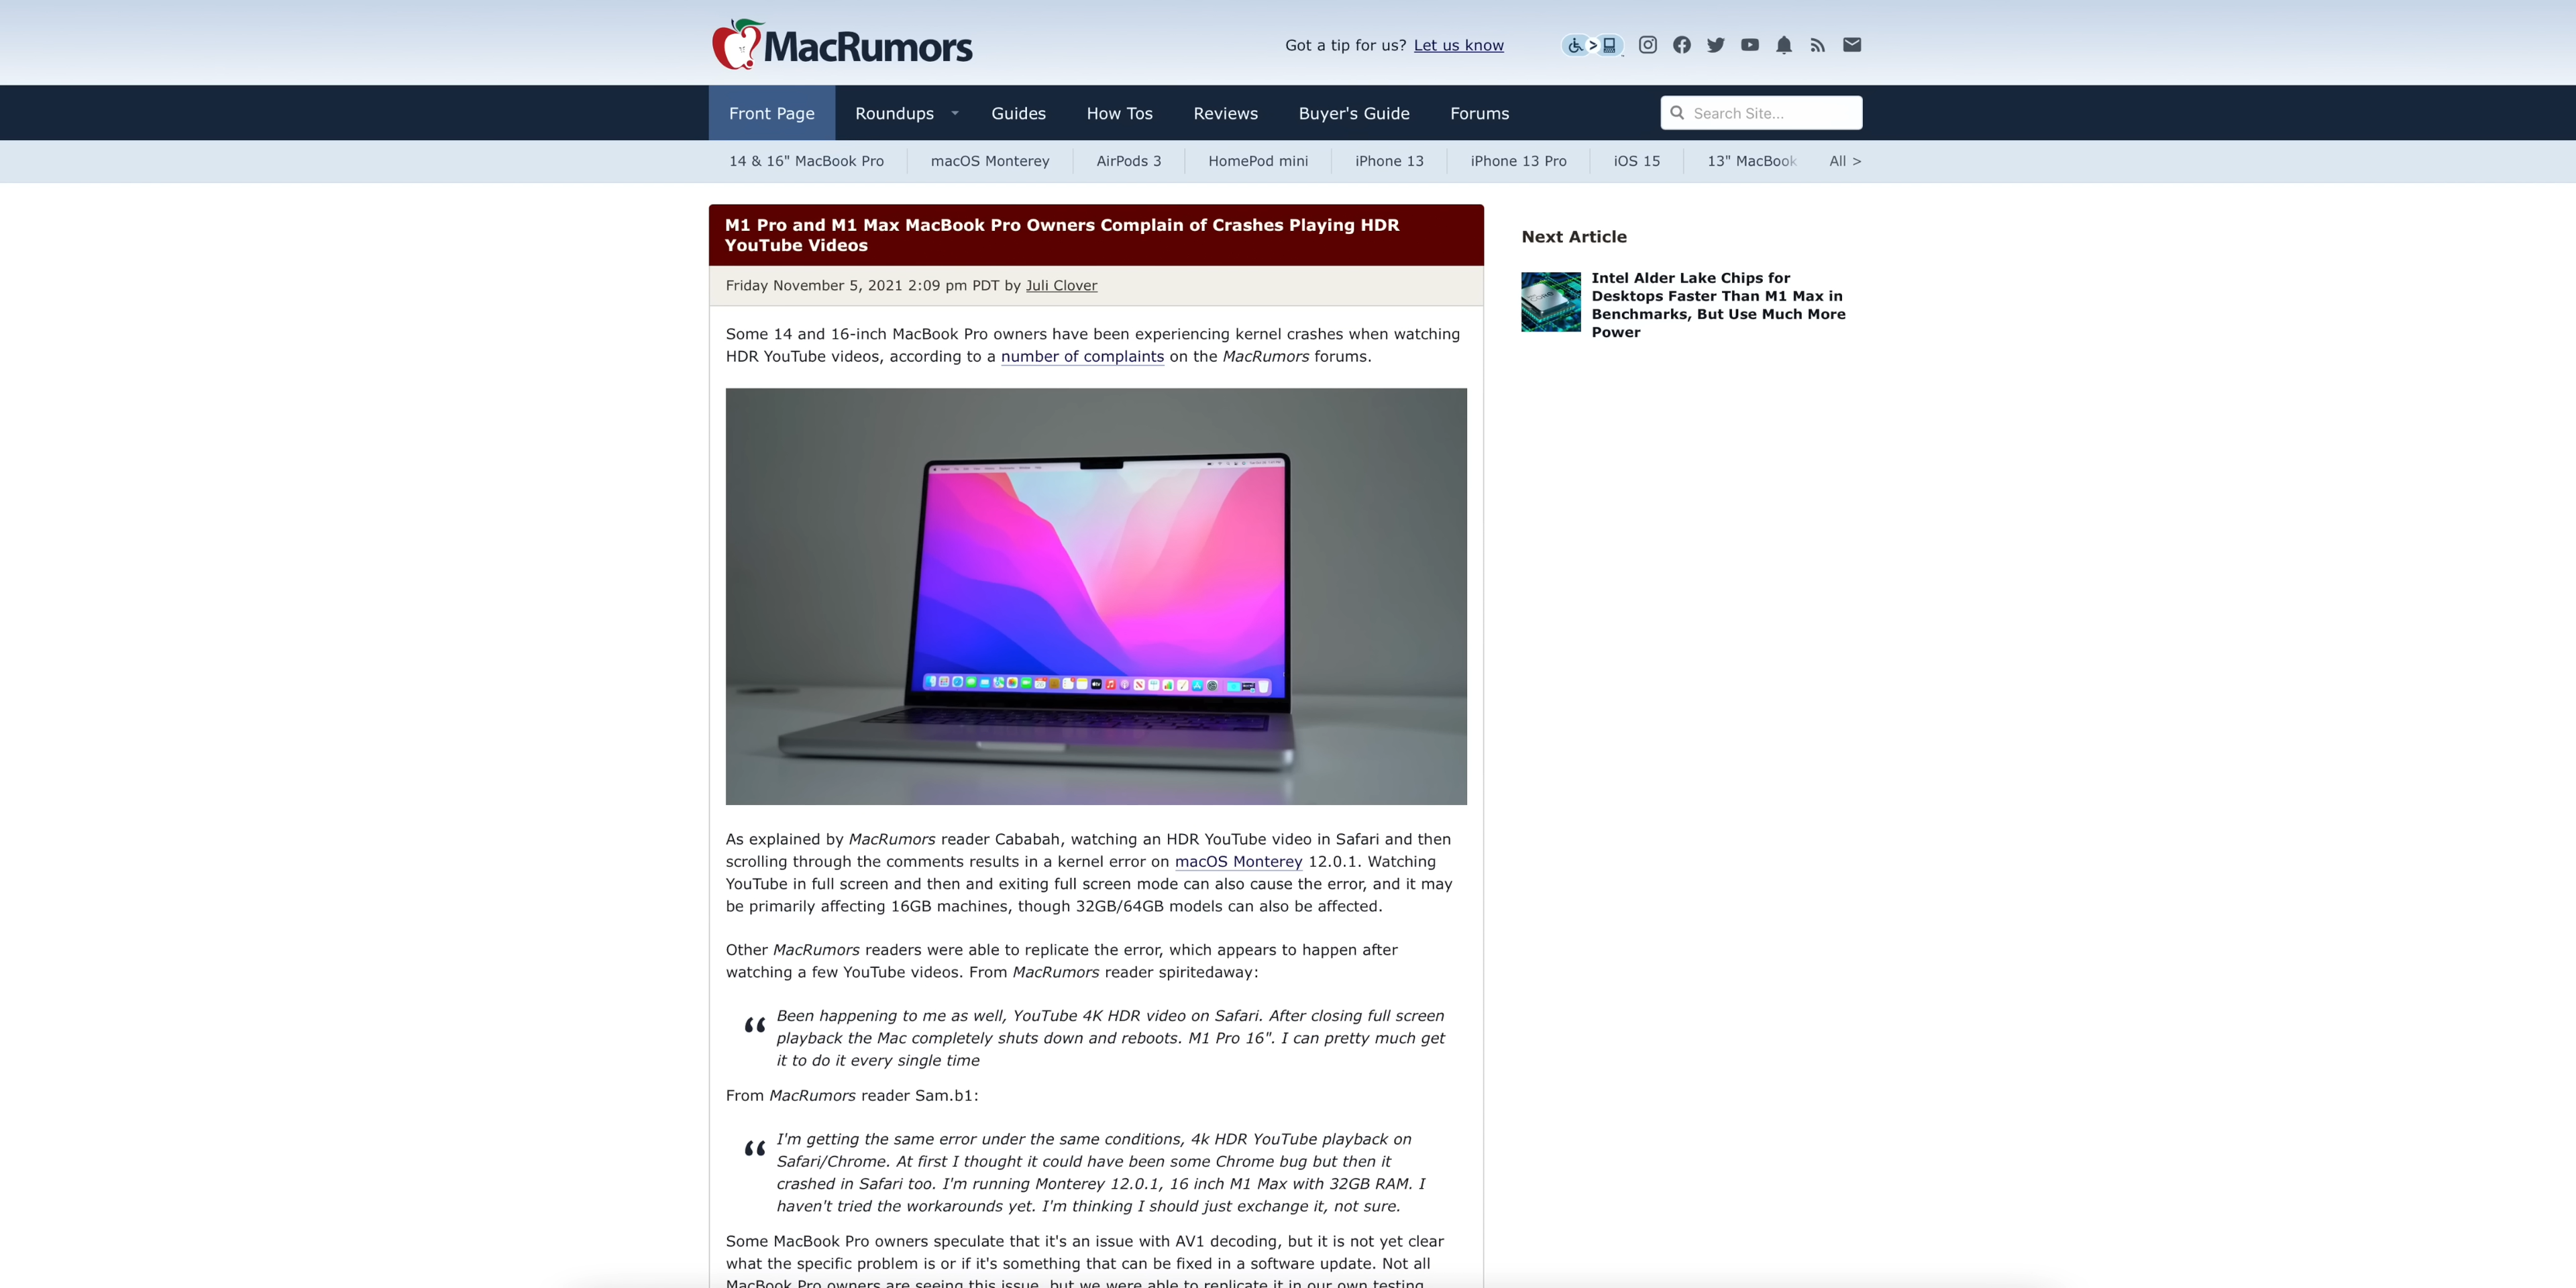 MacRumors
Got a tip for us? Let us know
Front Page
Roundups
Guides
How Tos
Reviews
Buyer's Guide
Forums
Search Site...
14 & 16" MacBook Pro
macOS Monterey
AirPods 3
HomePod mini
iPhone 13
iPhone 13 Pro
iOS 15
13" MacBook
All >
M1 Pro and M1 Max MacBook Pro Owners Complain of Crashes Playing HDR
YouTube Videos
Friday November 5, 2021 2:09 pm PDT by Juli Clover
Some 14 and 16-inch MacBook Pro owners have been experiencing kernel crashes when watching
HDR YouTube videos, according to a number of complaints on the MacRumors forums.
As explained by MacRumors reader Cababah, watching an HDR YouTube video in Safari and then
scrolling through the comments results in a kernel error on macOS Monterey 12.0.1. Watching
YouTube in full screen and then and exiting full screen mode can also cause the error, and it may
be primarily affecting 16GB machines, though 32GB/64GB models can also be affected.
Other MacRumors readers were able to replicate the error, which appears to happen after
watching a few YouTube videos. From MacRumors reader spiritedaway:
“ Been happening to me as well, YouTube 4K HDR video on Safari. After closing full screen
playback the Mac completely shuts down and reboots. M1 Pro 16". I can pretty much get
it to do it every single time
From MacRumors reader Sam.b1:
“ I'm getting the same error under the same conditions, 4k HDR YouTube playback on
Safari/Chrome. At first I thought it could have been some Chrome bug but then it
crashed in Safari too. I'm running Monterey 12.0.1, 16 inch M1 Max with 32GB RAM. I
haven't tried the workarounds yet. I'm thinking I should just exchange it, not sure.
Some MacBook Pro owners speculate that it's an issue with AV1 decoding, but it is not yet clear
what the specific problem is or if it's something that can be fixed in a software update. Not all
MacBook Pro owners are seeing this issue, but we were able to replicate it in our own testing
Next Article
Intel Alder Lake Chips for
Desktops Faster Than M1 Max in
Benchmarks, But Use Much More
Power